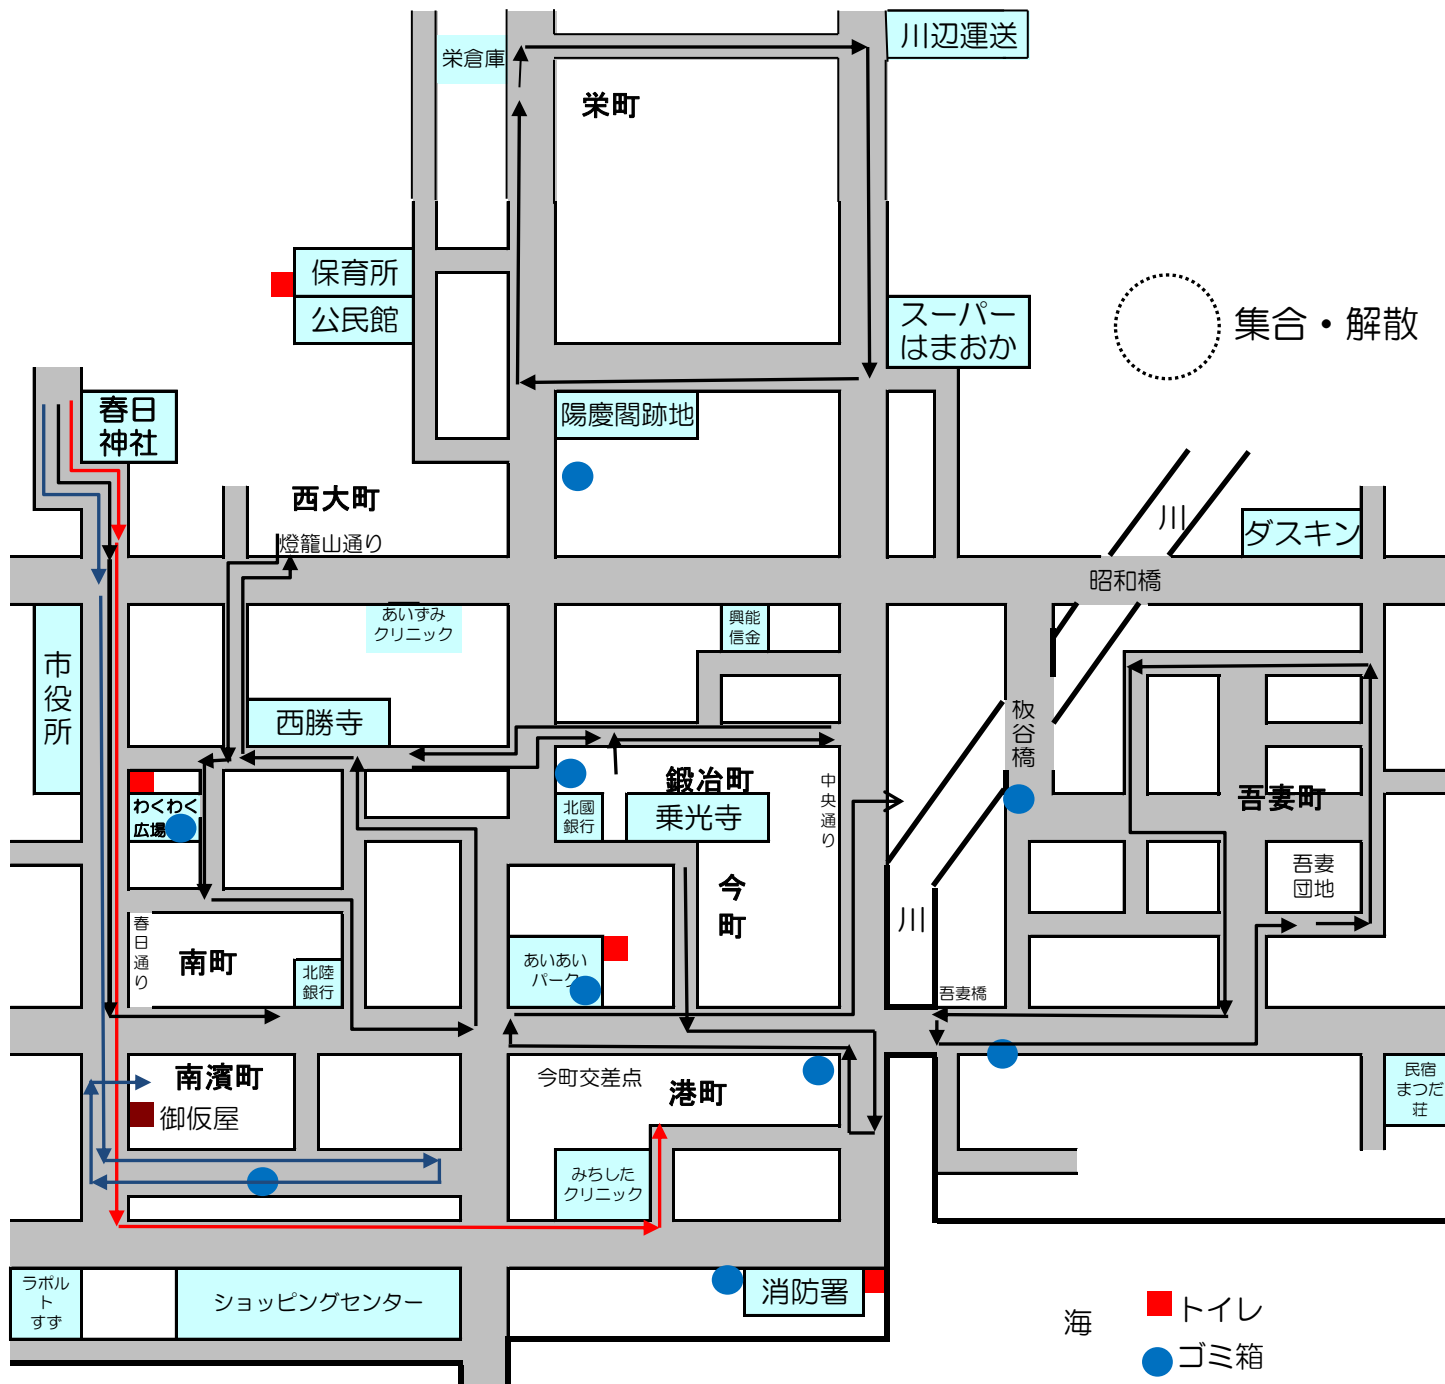 川辺運送
栄倉庫
栄町
保育所
公民館
スーパー
はまおか
集合・解散
春日
神社
陽慶閣跡地
西大町
燈籠山通り
川
ダスキン
昭和橋
あいずみ
クリニック
興能
信金
市
役
所
西勝寺
板
谷
橋
鍛冶町
中
央
通
り
吾妻町
わくわく
広場
北國
銀行
乗光寺
吾妻
団地
今
町
川
春
日
通
り
南町
北陸
銀行
あいあい
パーク
吾妻橋
南濱町
今町交差点
港町
民宿
まつだ
荘
御仮屋
みちした
クリニック
ラポル
ト
すず
ショッピングセンター
消防署
海
トイレ
ゴミ箱